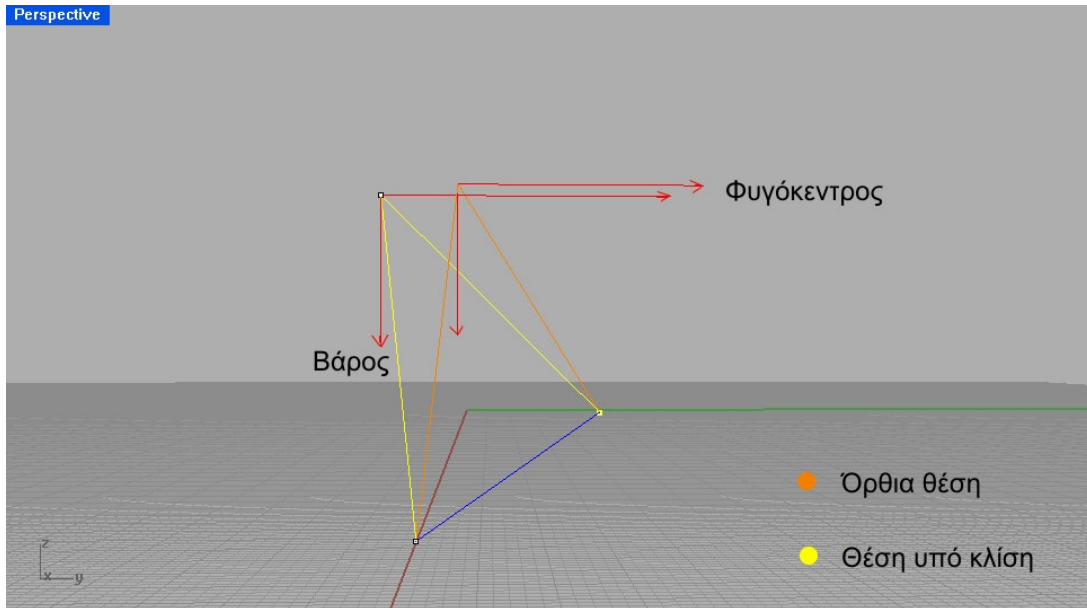 Perspective
Φυγόκεντρος
Βάρος
Όρθια θέση
Θέση υπό κλίση
z
x y